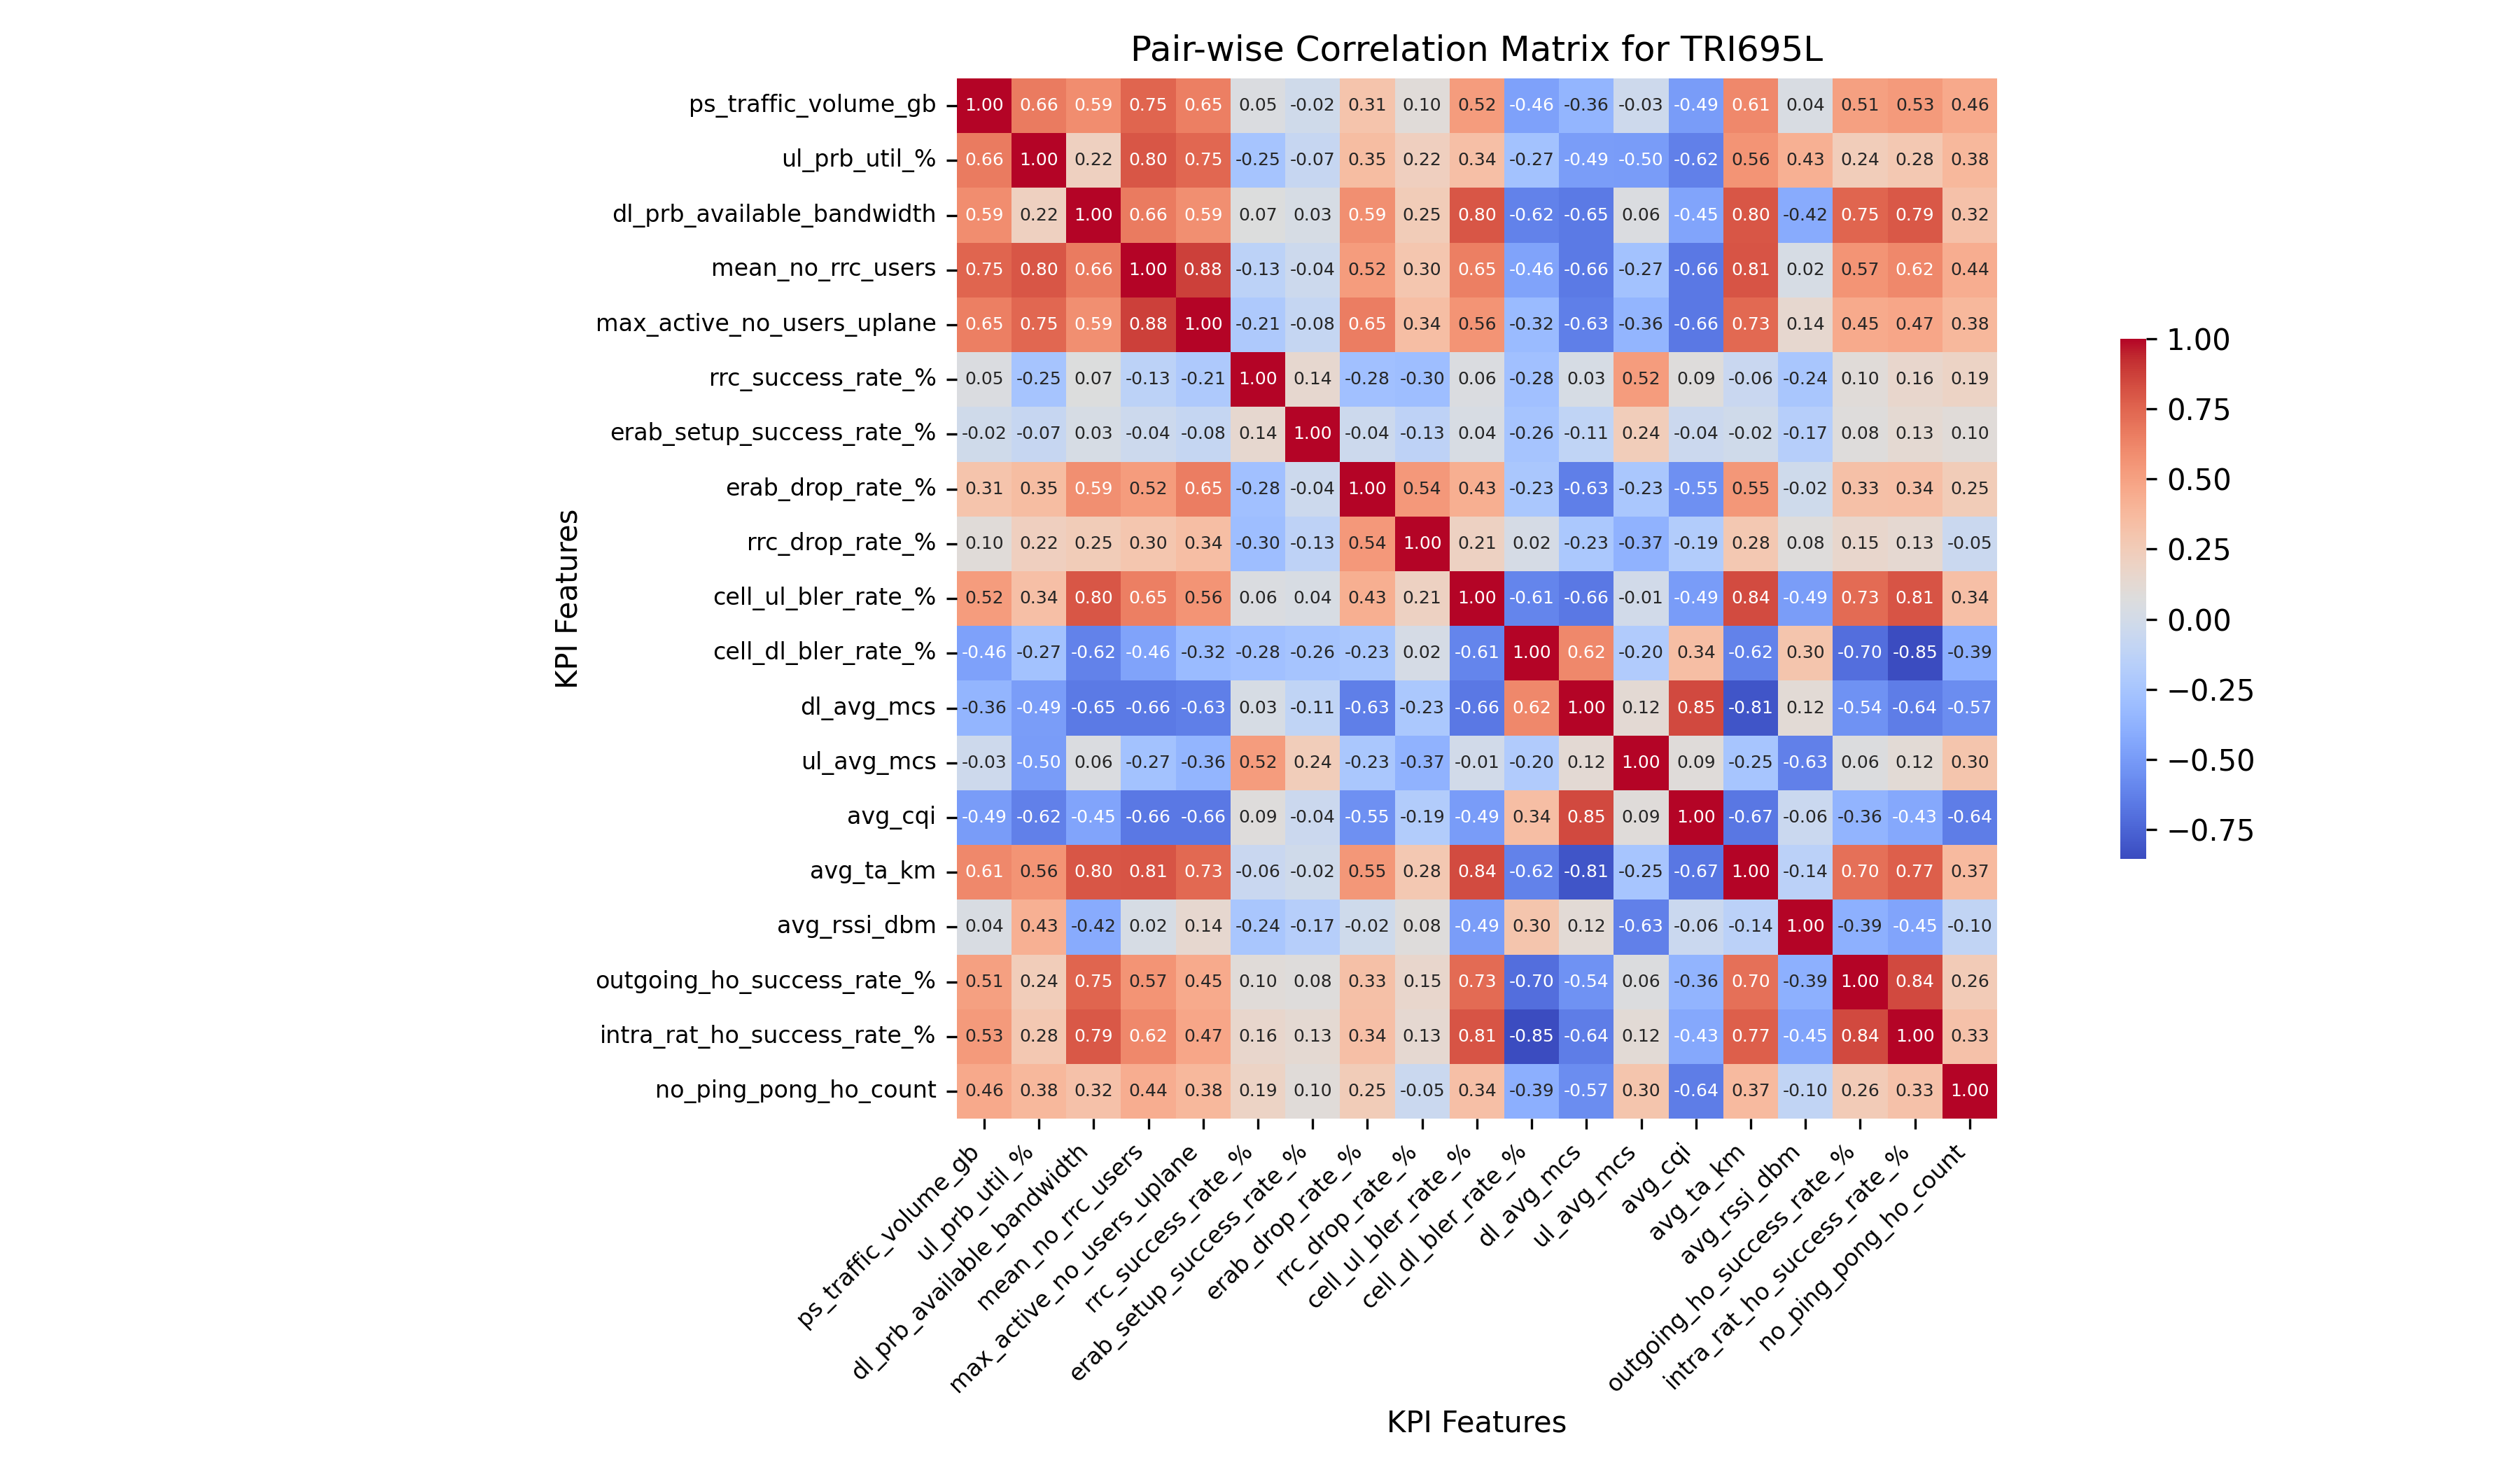 Pair-wise Correlation Matrix for TRI695L
ps_traffic_volume_gb 1.00 0.66 0.59 0.75 0.65 0.05 -0.02 0.31 0.10 0.52 -0.46 -0.36 -0.03 -0.49 0.61 0.04 0.51 0.53 0.46
ul_prb_util_% 0.66 1.00 0.22 0.80 0.75 -0.25 -0.07 0.35 0.22 0.34 -0.27 -0.49 -0.50 -0.62 0.56 0.43 0.24 0.28 0.38
dl_prb_available_bandwidth 0.59 0.22 1.00 0.66 0.59 0.07 0.03 0.59 0.25 0.80 -0.62 -0.65 0.06 -0.45 0.80 -0.42 0.75 0.79 0.32
mean_no_rrc_users 0.75 0.80 0.66 1.00 0.88 -0.13 -0.04 0.52 0.30 0.65 -0.46 -0.66 -0.27 -0.66 0.81 0.02 0.57 0.62 0.44
max_active_no_users_uplane 0.65 0.75 0.59 0.88 1.00 -0.21 -0.08 0.65 0.34 0.56 -0.32 -0.63 -0.36 -0.66 0.73 0.14 0.45 0.47 0.38
rrc_success_rate_% 0.05 -0.25 0.07 -0.13 -0.21 1.00 0.14 -0.28 -0.30 0.06 -0.28 0.03 0.52 0.09 -0.06 -0.24 0.10 0.16 0.19
erab_setup_success_rate_% -0.02 -0.07 0.03 -0.04 -0.08 0.14 1.00 -0.04 -0.13 0.04 -0.26 -0.11 0.24 -0.04 -0.02 -0.17 0.08 0.13 0.10
erab_drop_rate_% 0.31 0.35 0.59 0.52 0.65 -0.28 -0.04 1.00 0.54 0.43 -0.23 -0.63 -0.23 -0.55 0.55 -0.02 0.33 0.34 0.25
rrc_drop_rate_% 0.10 0.22 0.25 0.30 0.34 -0.30 -0.13 0.54 1.00 0.21 0.02 -0.23 -0.37 -0.19 0.28 0.08 0.15 0.13 -0.05
cell_ul_bler_rate_% 0.52 0.34 0.80 0.65 0.56 0.06 0.04 0.43 0.21 1.00 -0.61 -0.66 -0.01 -0.49 0.84 -0.49 0.73 0.81 0.34
cell_dl_bler_rate_% -0.46 -0.27 -0.62 -0.46 -0.32 -0.28 -0.26 -0.23 0.02 -0.61 1.00 0.62 -0.20 0.34 -0.62 0.30 -0.70 -0.85 -0.39
dl_avg_mcs -0.36 -0.49 -0.65 -0.66 -0.63 0.03 -0.11 -0.63 -0.23 -0.66 0.62 1.00 0.12 0.85 -0.81 0.12 -0.54 -0.64 -0.57
ul_avg_mcs -0.03 -0.50 0.06 -0.27 -0.36 0.52 0.24 -0.23 -0.37 -0.01 -0.20 0.12 1.00 0.09 -0.25 -0.63 0.06 0.12 0.30
avg_cqi -0.49 -0.62 -0.45 -0.66 -0.66 0.09 -0.04 -0.55 -0.19 -0.49 0.34 0.85 0.09 1.00 -0.67 -0.06 -0.36 -0.43 -0.64
avg_ta_km 0.61 0.56 0.80 0.81 0.73 -0.06 -0.02 0.55 0.28 0.84 -0.62 -0.81 -0.25 -0.67 1.00 -0.14 0.70 0.77 0.37
avg_rssi_dbm 0.04 0.43 -0.42 0.02 0.14 -0.24 -0.17 -0.02 0.08 -0.49 0.30 0.12 -0.63 -0.06 -0.14 1.00 -0.39 -0.45 -0.10
outgoing_ho_success_rate_% 0.51 0.24 0.75 0.57 0.45 0.10 0.08 0.33 0.15 0.73 -0.70 -0.54 0.06 -0.36 0.70 -0.39 1.00 0.84 0.26
intra_rat_ho_success_rate_% 0.53 0.28 0.79 0.62 0.47 0.16 0.13 0.34 0.13 0.81 -0.85 -0.64 0.12 -0.43 0.77 -0.45 0.84 1.00 0.33
no_ping_pong_ho_count 0.46 0.38 0.32 0.44 0.38 0.19 0.10 0.25 -0.05 0.34 -0.39 -0.57 0.30 -0.64 0.37 -0.10 0.26 0.33 1.00
KPI Features
ps_traffic_volume_gb
ul_prb_util_%
dl_prb_available_bandwidth
mean_no_rrc_users
max_active_no_users_uplane
rrc_success_rate_%
erab_setup_success_rate_%
erab_drop_rate_%
rrc_drop_rate_%
cell_ul_bler_rate_%
cell_dl_bler_rate_%
dl_avg_mcs
ul_avg_mcs
avg_cqi
avg_ta_km
avg_rssi_dbm
outgoing_ho_success_rate_%
intra_rat_ho_success_rate_%
no_ping_pong_ho_count
KPI Features
1.00
0.75
0.50
0.25
0.00
−0.25
−0.50
−0.75